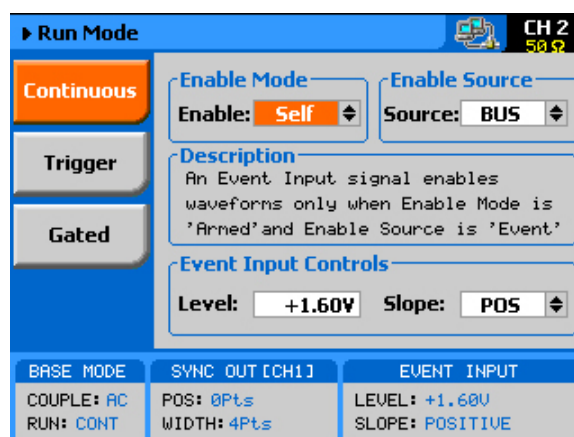 Run Mode
CH 2
50 Ω
Continuous
Trigger
Gated
Enable Mode
Enable: Self
Enable Source
Source: BUS
Description
An Event Input signal enables
waveforms only when Enable Mode is
'Armed'and Enable Source is 'Event'
Event Input Controls
Level: +1.60V Slope: POS
BASE MODE
COUPLE: AC
RUN: CONT
SYNC OUT[CH1]
POS: 0Pts
WIDTH: 4Pts
EVENT INPUT
LEVEL: +1.60V
SLOPE: POSITIVE